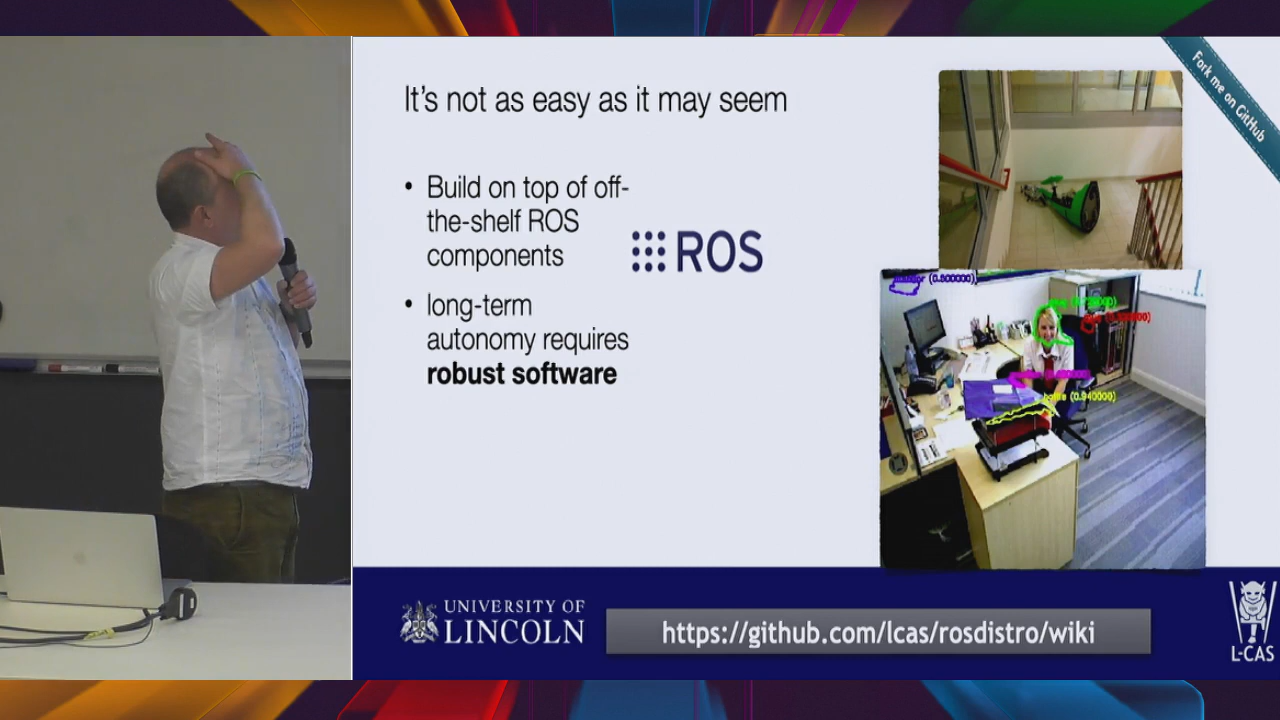 It's not as easy as it may seem
• Build on top of off-
the-shelf ROS
components
ROS
• long-term
autonomy requires
robust software
Fork me on GitHub
UNIVERSITY OF
LINCOLN
https://github.com/lcas/rosdistro/wiki
L-CAS